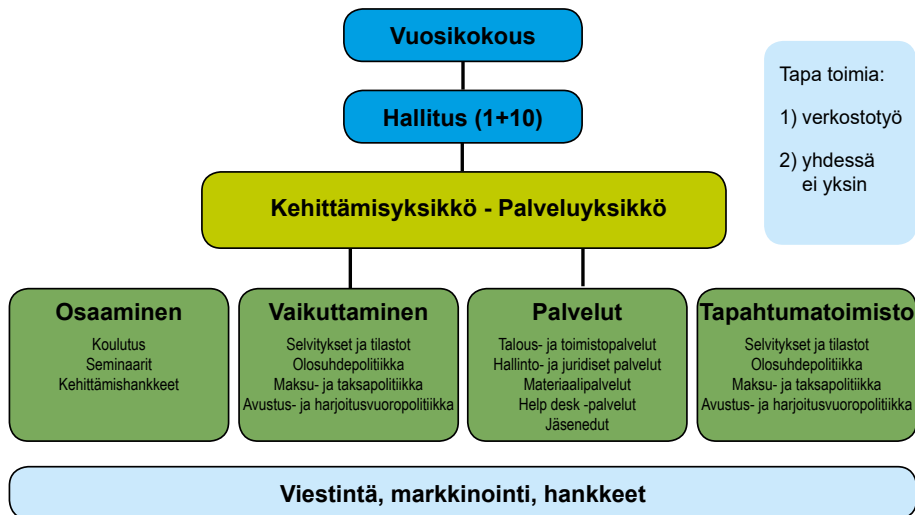 Vuosikokous
Hallitus (1+10)
Tapa toimia:
1) verkostotyö
2) yhdessä
ei yksin
Kehittämisyksikkö - Palveluyksikkö
Osaaminen
Koulutus
Seminaarit
Kehittämishankkeet
Vaikuttaminen
Selvitykset ja tilastot
Olosuhdepolitiikka
Maksu- ja taksapolitiikka
Avustus- ja harjoitusvuoropolitiikka
Palvelut
Talous- ja toimistopalvelut
Hallinto- ja juridiset palvelut
Materiaalipalvelut
Help desk -palvelut
Jäsenedut
Tapahtumatoimisto
Selvitykset ja tilastot
Olosuhdepolitiikka
Maksu- ja taksapolitiikka
Avustus- ja harjoitusvuoropolitiikka
Viestintä, markkinointi, hankkeet